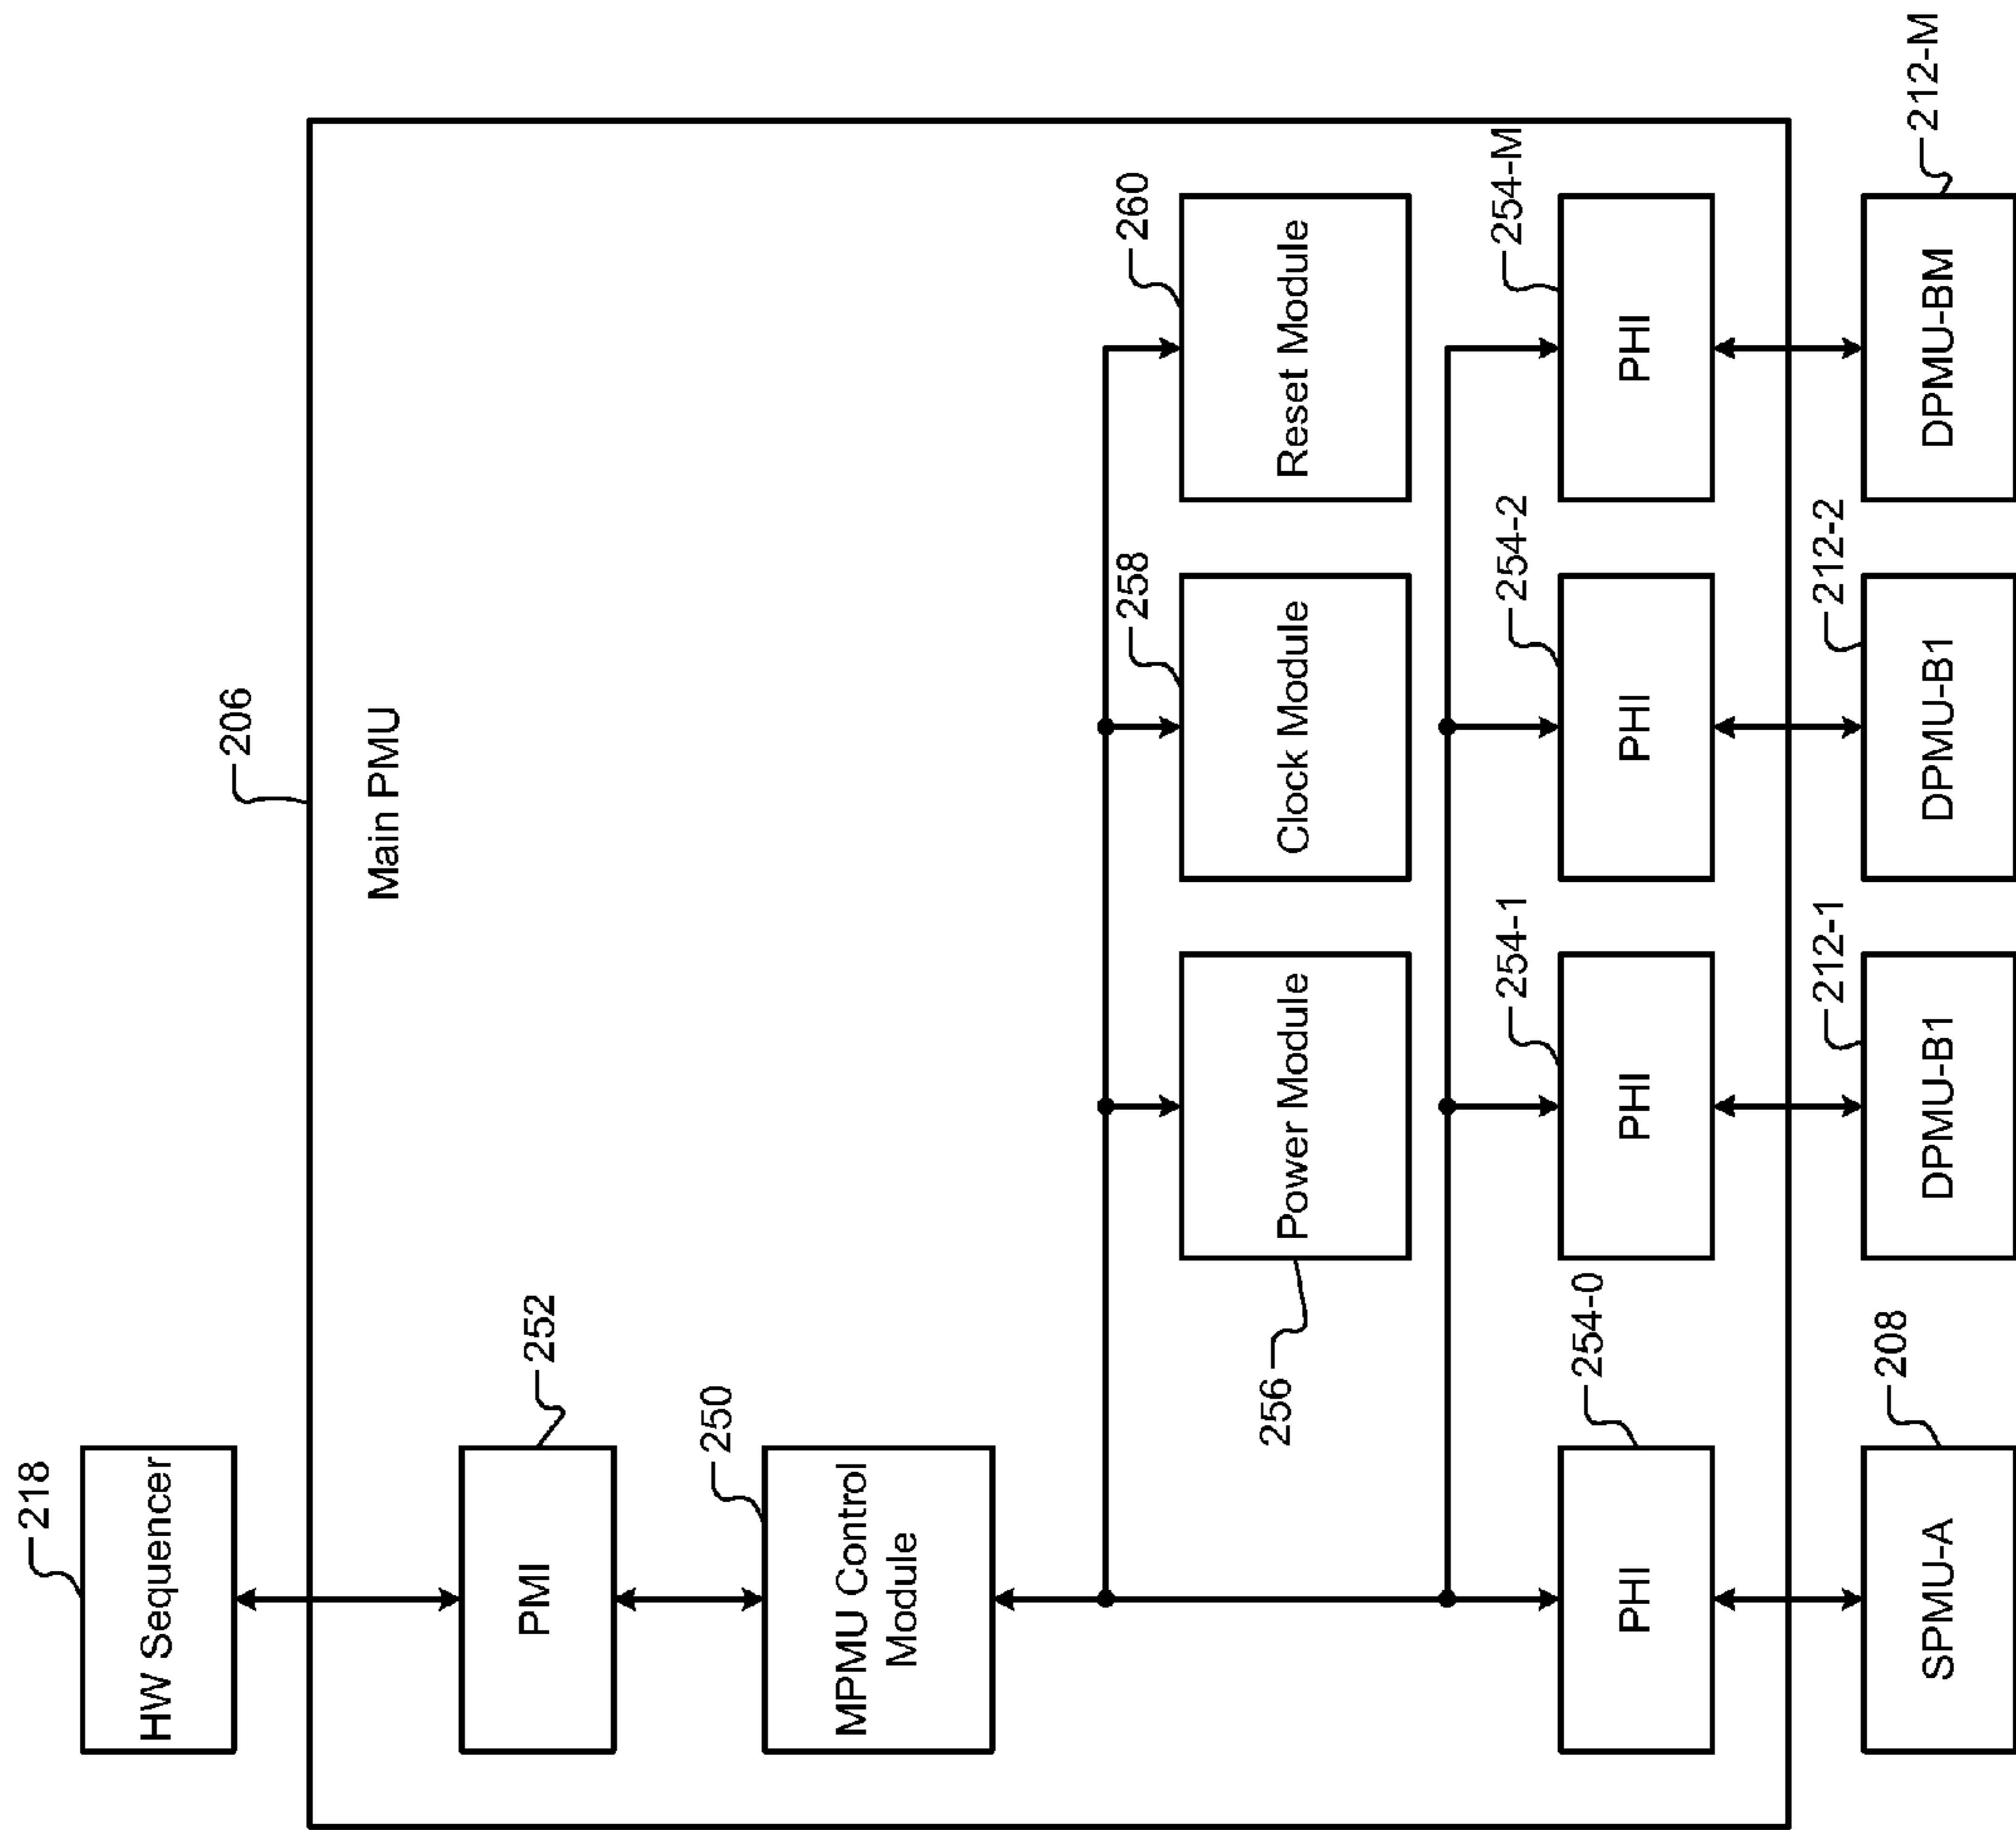 218
HW Sequencer
206
Main PMU
PMI
252
250
MPMU Control
Module
256
Power Module
258
Clock Module
260
Reset Module
254-0
PHI
254-1
PHI
254-2
PHI
254-M
PHI
208
SPMU-A
212-1
DPMU-B1
212-2
DPMU-B1
212-M
DPMU-BM